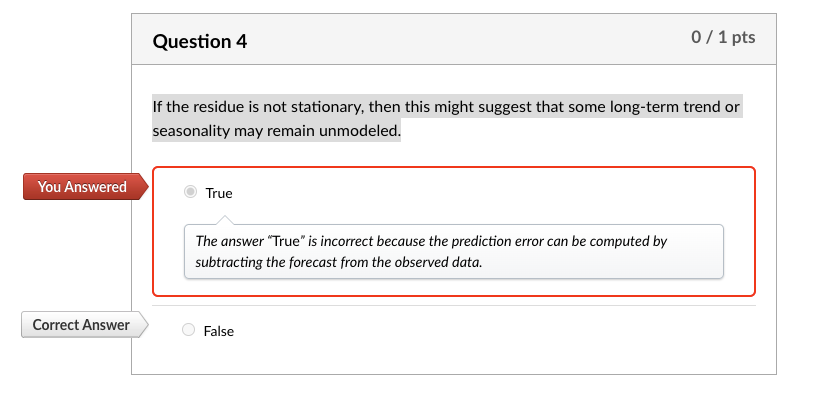 Question 4
0 / 1 pts
If the residue is not stationary, then this might suggest that some long-term trend or
seasonality may remain unmodeled.
You Answered
True
The answer “True” is incorrect because the prediction error can be computed by
subtracting the forecast from the observed data.
Correct Answer
False